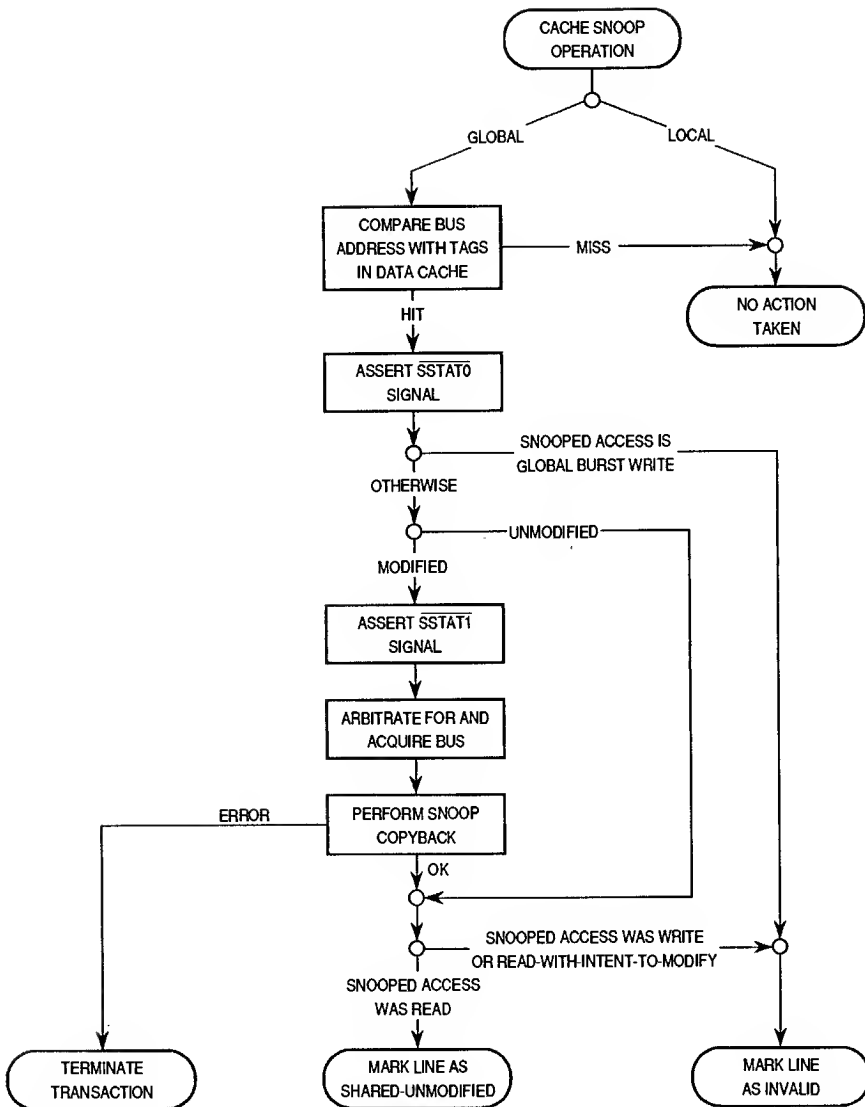 CACHE SNOOP
OPERATION
GLOBAL
LOCAL
COMPARE BUS
ADDRESS WITH TAGS
IN DATA CACHE
MISS
NO ACTION
TAKEN
HIT
ASSERT SSTAT0
SIGNAL
SNOOPED ACCESS IS
GLOBAL BURST WRITE
OTHERWISE
UNMODIFIED
MODIFIED
ASSERT SSTAT1
SIGNAL
ARBITRATE FOR AND
ACQUIRE BUS
ERROR
PERFORM SNOOP
COPYBACK
OK
SNOOPED ACCESS WAS WRITE
OR READ-WITH-INTENT-TO-MODIFY
SNOOPED ACCESS
WAS READ
TERMINATE
TRANSACTION
MARK LINE AS
SHARED-UNMODIFIED
MARK LINE
AS INVALID